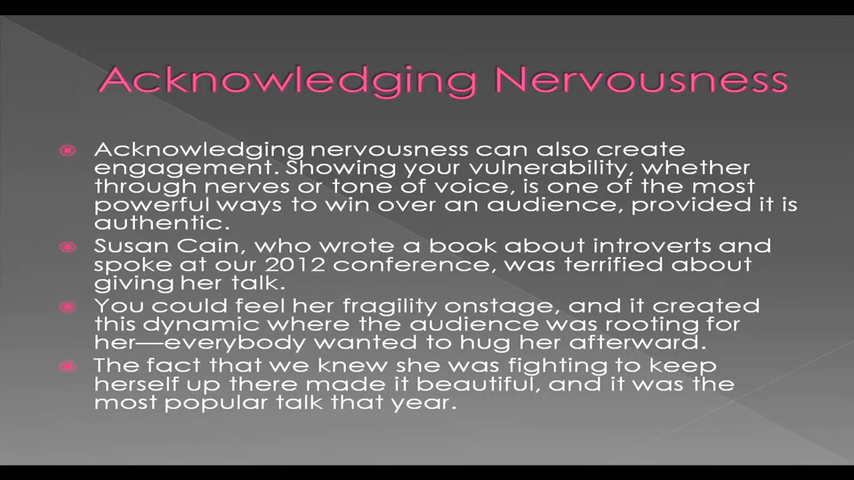 Acknowledging Nervousness
Acknowledging nervousness can also create
engagement. Showing your vulnerability, whether
through nerves or tone of voice, is one of the most
powerful ways to win over an audience, provided it is
authentic.
Susan Cain, who wrote a book about introverts and
spoke at our 2012 conference, was terrified about
giving her talk.
You could feel her fragility onstage, and it created
this dynamic where the audience was rooting for
her—everybody wanted to hug her afterward.
The fact that we knew she was fighting to keep
herself up there made it beautiful, and it was the
most popular talk that year.